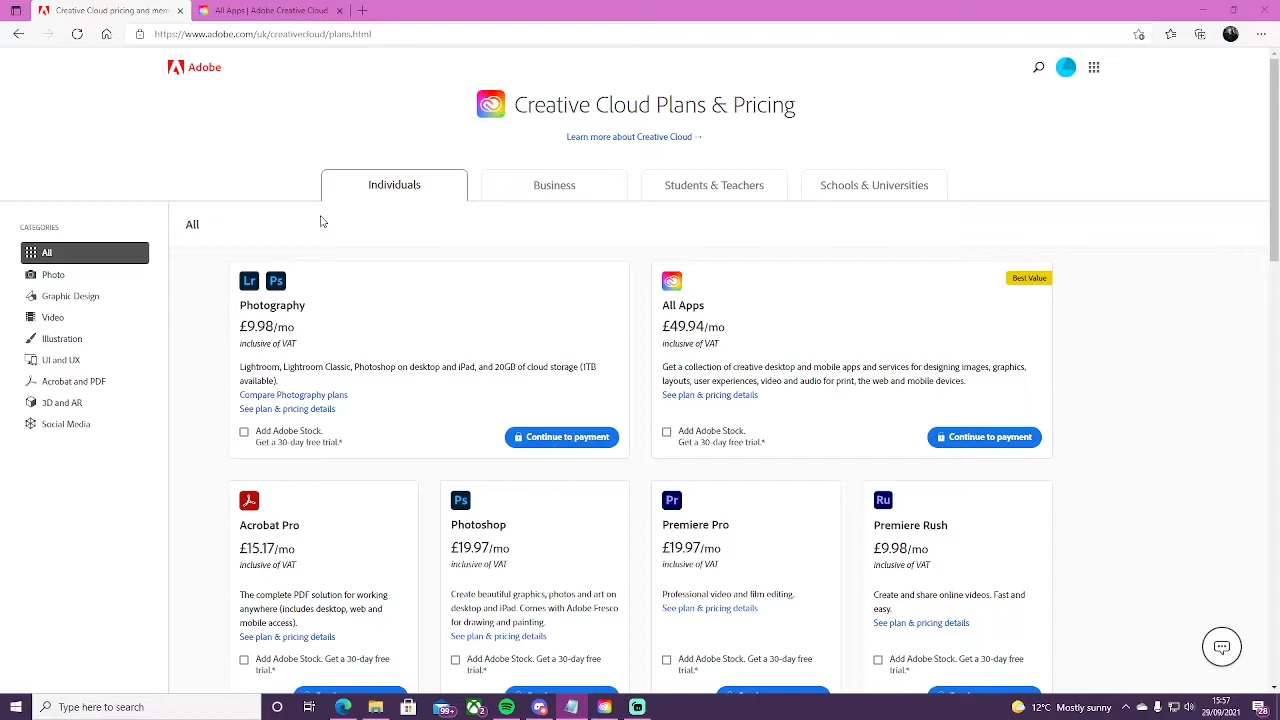 Creative Cloud pricing and mem
All Apps | Adobe Creative Cloud
https://www.adobe.com/uk/creativecloud/plans.html
Adobe
Creative Cloud Plans & Pricing
Learn more about Creative Cloud →
Individuals
Business
Students & Teachers
Schools & Universities
CATEGORIES
All
Photo
Graphic Design
Video
Illustration
UI and UX
Acrobat and PDF
3D and AR
Social Media
All
Lr Ps
Photography
£9.98/mo
inclusive of VAT
Lightroom, Lightroom Classic, Photoshop on desktop and iPad, and 20GB of cloud storage (1TB
available).
Compare Photography plans
See plan & pricing details
Add Adobe Stock.
Get a 30-day free trial.*
Continue to payment
Best Value
All Apps
£49.94/mo
inclusive of VAT
Get a collection of creative desktop and mobile apps and services for designing images, graphics,
layouts, user experiences, video and audio for print, the web and mobile devices.
See plan & pricing details
Add Adobe Stock.
Get a 30-day free trial.*
Continue to payment
Acrobat Pro
£15.17/mo
inclusive of VAT
The complete PDF solution for working
anywhere (includes desktop, web and
mobile access).
See plan & pricing details
Add Adobe Stock. Get a 30-day free
trial.*
Ps
Photoshop
£19.97/mo
inclusive of VAT
Create beautiful graphics, photos and art on
desktop and iPad. Comes with Adobe Fresco
for drawing and painting.
See plan & pricing details
Add Adobe Stock. Get a 30-day free
trial.*
Pr
Premiere Pro
£19.97/mo
inclusive of VAT
Professional video and film editing.
See plan & pricing details
Add Adobe Stock. Get a 30-day free
trial.*
Ru
Premiere Rush
£9.98/mo
inclusive of VAT
Create and share online videos. Fast and
easy.
See plan & pricing details
Add Adobe Stock. Get a 30-day free
trial.*
Type here to search
99+
2
12°C Mostly sunny
15:57
29/09/2021
28